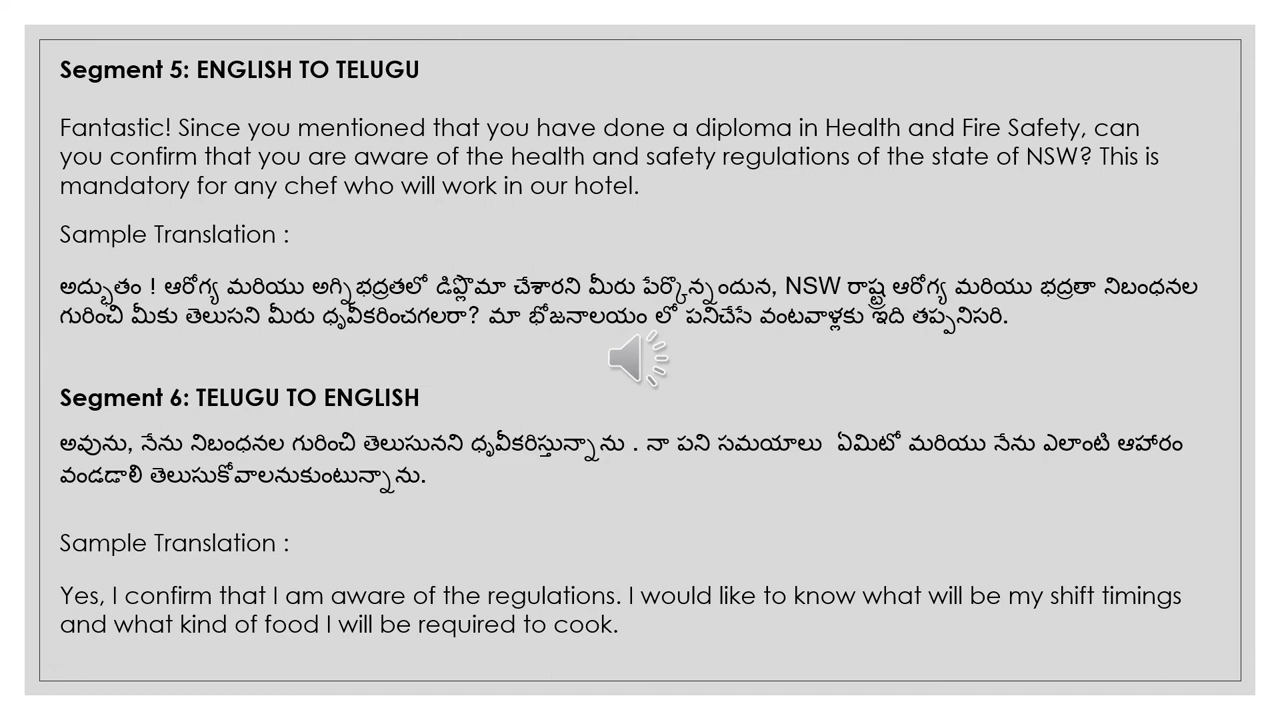 Segment 5: ENGLISH TO TELUGU
Fantastic! Since you mentioned that you have done a diploma in Health and Fire Safety, can
you confirm that you are aware of the health and safety regulations of the state of NSW? This is
mandatory for any chef who will work in our hotel.
Sample Translation :
అద్భుతం ! ఆరోగ్య మరియు అగ్నిభద్రతలో డిప్లొమా చేశారని మీరు పేర్కొన్నందున, NSW రాష్ట్ర ఆరోగ్య మరియు భద్రతా నిబంధనల
గురించి మీకు తెలుసని మీరు ధృవీకరించగలరా? మా భోజనాలయం లో పనిచేసే వంటవాళ్లకు ఇది తప్పనిసరి.
Segment 6: TELUGU TO ENGLISH
అవును, నేను నిబంధనల గురించి తెలుసునని ధృవీకరిస్తున్నాను . నా పని సమయాలు ఏమిటో మరియు నేను ఎలాంటి ఆహారం
వండడాలి తెలుసుకోవాలనుకుంటున్నాను.
Sample Translation :
Yes, I confirm that I am aware of the regulations. I would like to know what will be my shift timings
and what kind of food I will be required to cook.